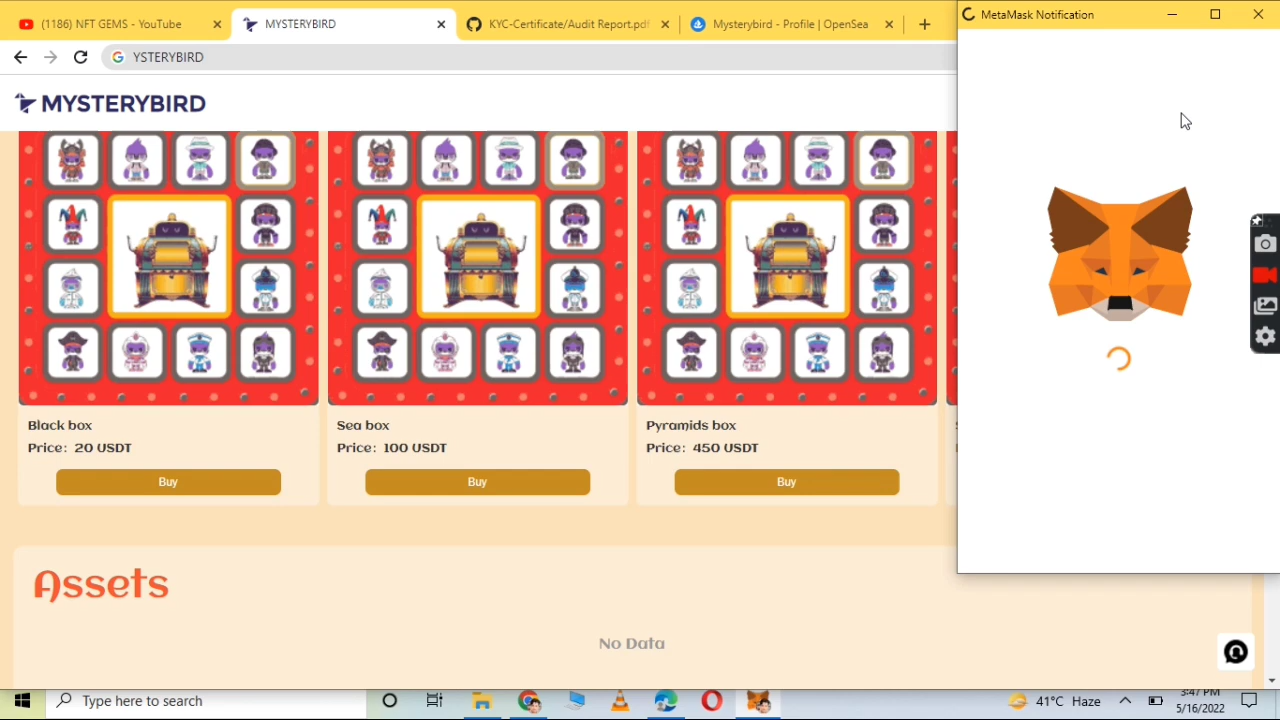 (1186) NFT GEMS - YouTube
MYSTERYBIRD
KYC-Certificate/Audit Report.pdf
Mysterybird - Profile | OpenSea
MetaMask Notification
YSTERYBIRD
MYSTERYBIRD
Black box
Price: 20 USDT
Buy
Sea box
Price: 100 USDT
Buy
Pyramids box
Price: 450 USDT
Buy
Assets
No Data
Type here to search
41°C Haze
3:47 PM
5/16/2022